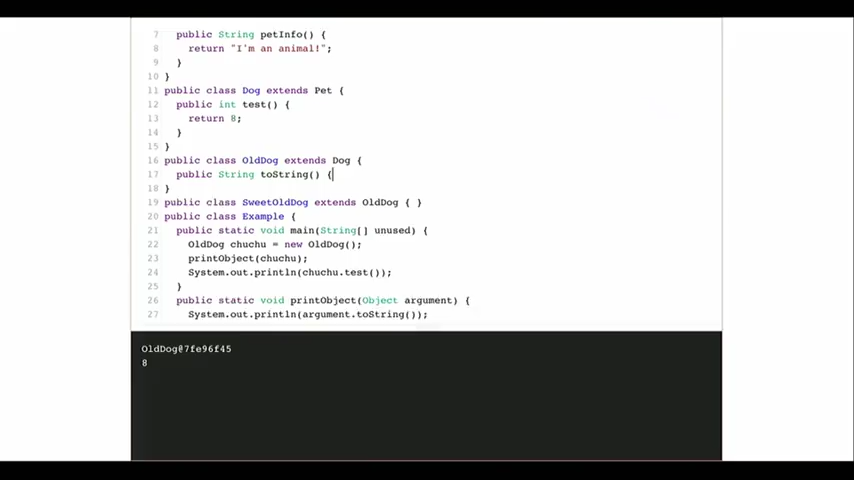 7 public String petInfo() {
8 return "I'm an animal!";
9 }
10 }
11 public class Dog extends Pet {
12 public int test() {
13 return 8;
14 }
15 }
16 public class OldDog extends Dog {
17 public String toString() {
18 }
19 public class SweetOldDog extends OldDog { }
20 public class Example {
21 public static void main(String[] unused) {
22 OldDog chuchu = new OldDog();
23 printObject(chuchu);
24 System.out.println(chuchu.test());
25 }
26 public static void printObject(Object argument) {
27 System.out.println(argument.toString());
OldDog@7fe96f45
8